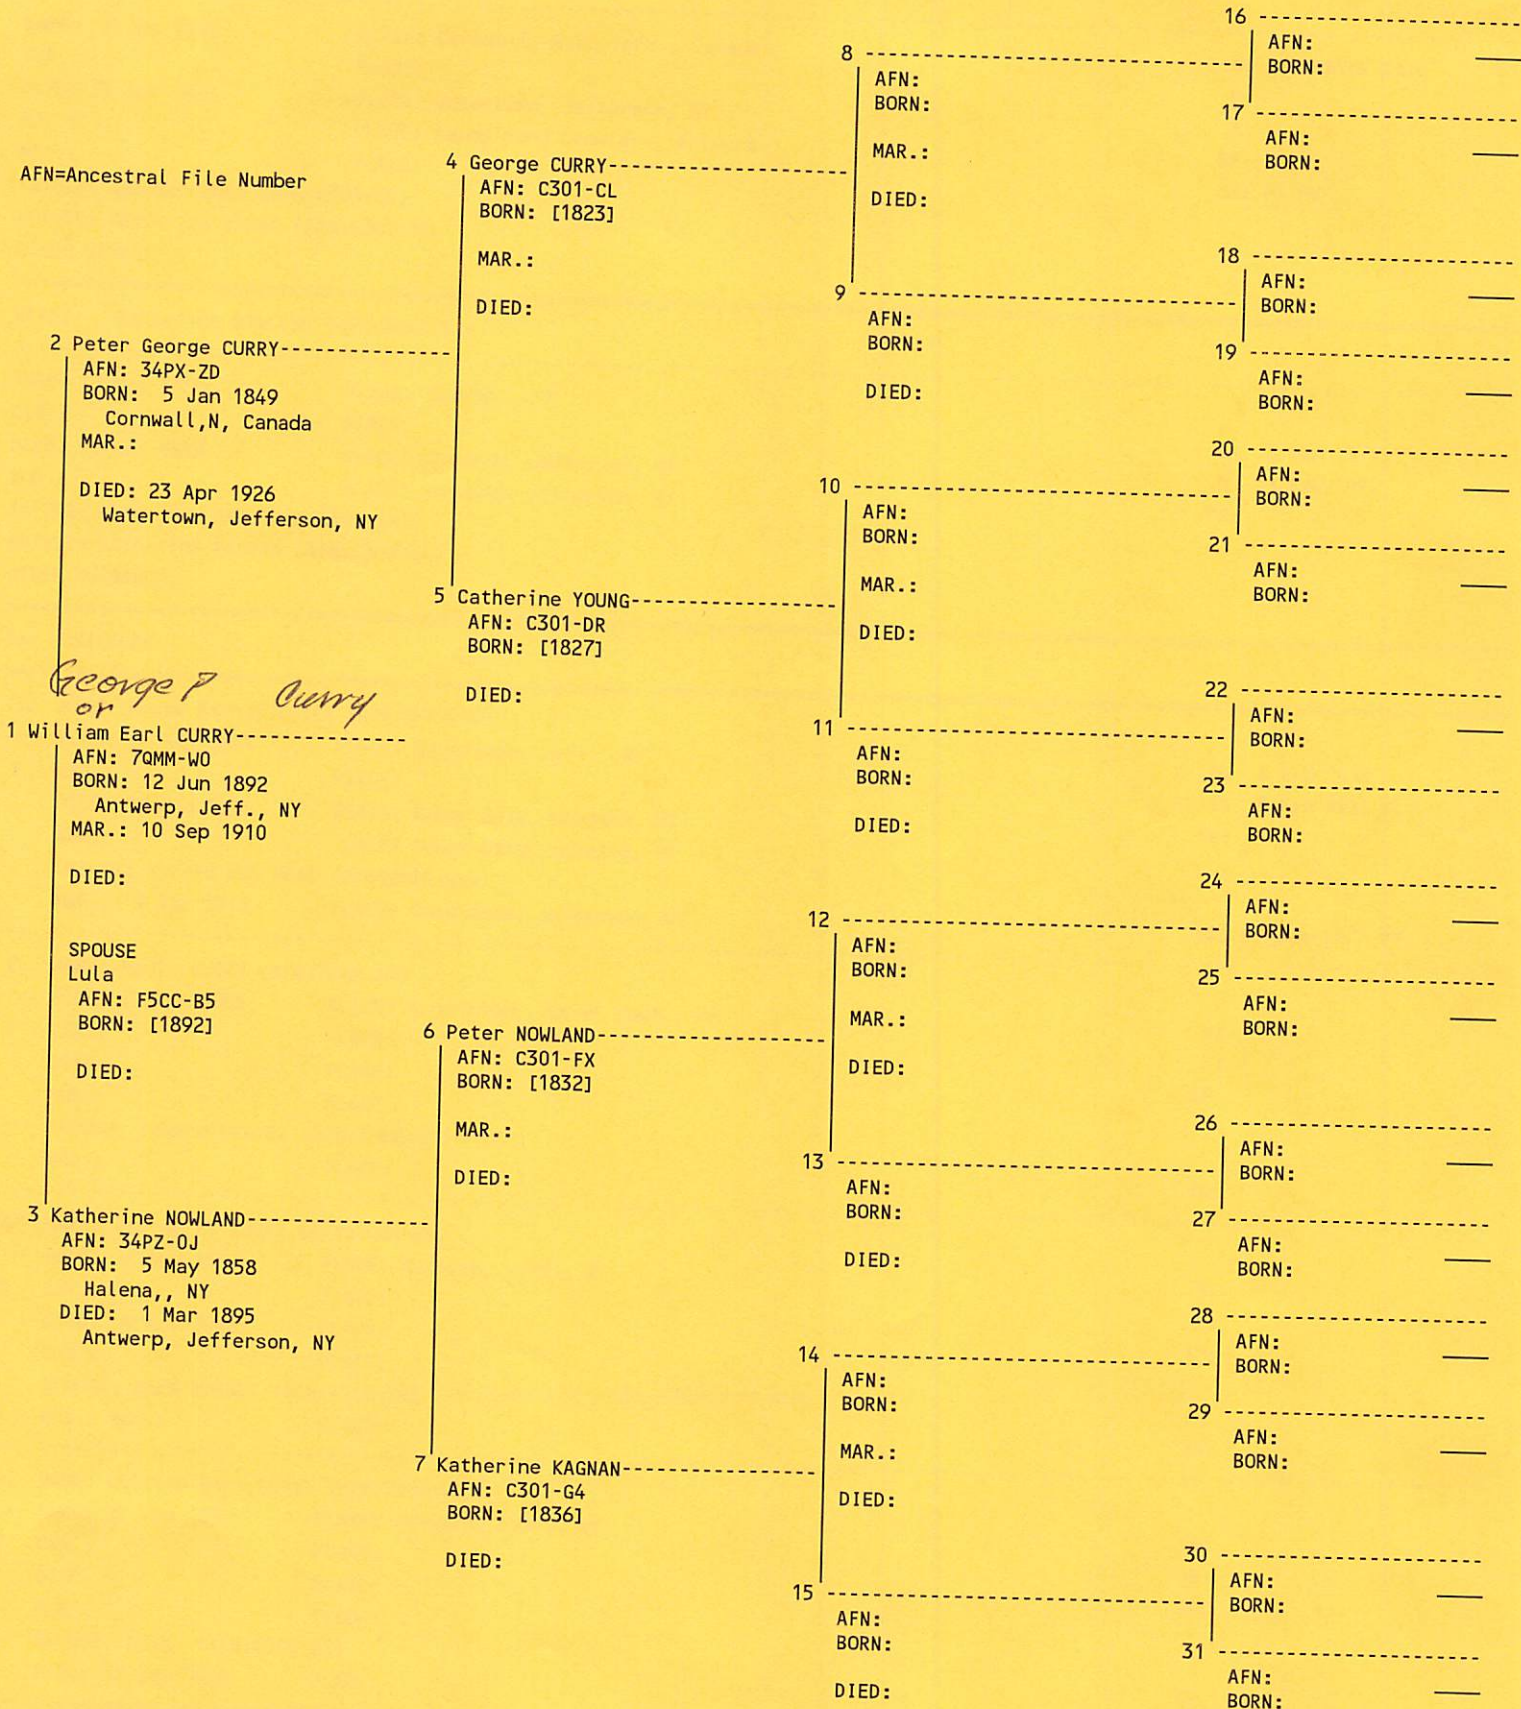 AFN=Ancestral File Number
George P Curry
or
1 William Earl CURRY---------------
AFN: 7QMM-W0
BORN: 12 Jun 1892
Antwerp, Jeff., NY
MAR.: 10 Sep 1910
DIED:
SPOUSE
Lula
AFN: F5CC-B5
BORN: [1892]
DIED:
2 Peter George CURRY---------------
AFN: 34PX-ZD
BORN:  5 Jan 1849
Cornwall,N, Canada
MAR.:
DIED: 23 Apr 1926
Watertown, Jefferson, NY
3 Katherine NOWLAND----------------
AFN: 34PZ-0J
BORN:  5 May 1858
Halena,, NY
DIED:  1 Mar 1895
Antwerp, Jefferson, NY
4 George CURRY---------------------
AFN: C301-CL
BORN: [1823]
MAR.:
DIED:
5 Catherine YOUNG------------------
AFN: C301-DR
BORN: [1827]
DIED:
6 Peter NOWLAND--------------------
AFN: C301-FX
BORN: [1832]
MAR.:
DIED:
7 Katherine KAGNAN-----------------
AFN: C301-G4
BORN: [1836]
DIED:
8 ---------------------------------
AFN:
BORN:
MAR.:
DIED:
9 ---------------------------------
AFN:
BORN:
DIED:
10 ---------------------------------
AFN:
BORN:
MAR.:
DIED:
11 ---------------------------------
AFN:
BORN:
DIED:
12 ---------------------------------
AFN:
BORN:
MAR.:
DIED:
13 ---------------------------------
AFN:
BORN:
DIED:
14 ---------------------------------
AFN:
BORN:
MAR.:
DIED:
15 ---------------------------------
AFN:
BORN:
DIED:
16 -----------------------
AFN:
BORN:
17 -----------------------
AFN:
BORN:
18 -----------------------
AFN:
BORN:
19 -----------------------
AFN:
BORN:
20 -----------------------
AFN:
BORN:
21 -----------------------
AFN:
BORN:
22 -----------------------
AFN:
BORN:
23 -----------------------
AFN:
BORN:
24 -----------------------
AFN:
BORN:
25 -----------------------
AFN:
BORN:
26 -----------------------
AFN:
BORN:
27 -----------------------
AFN:
BORN:
28 -----------------------
AFN:
BORN:
29 -----------------------
AFN:
BORN:
30 -----------------------
AFN:
BORN:
31 -----------------------
AFN:
BORN: